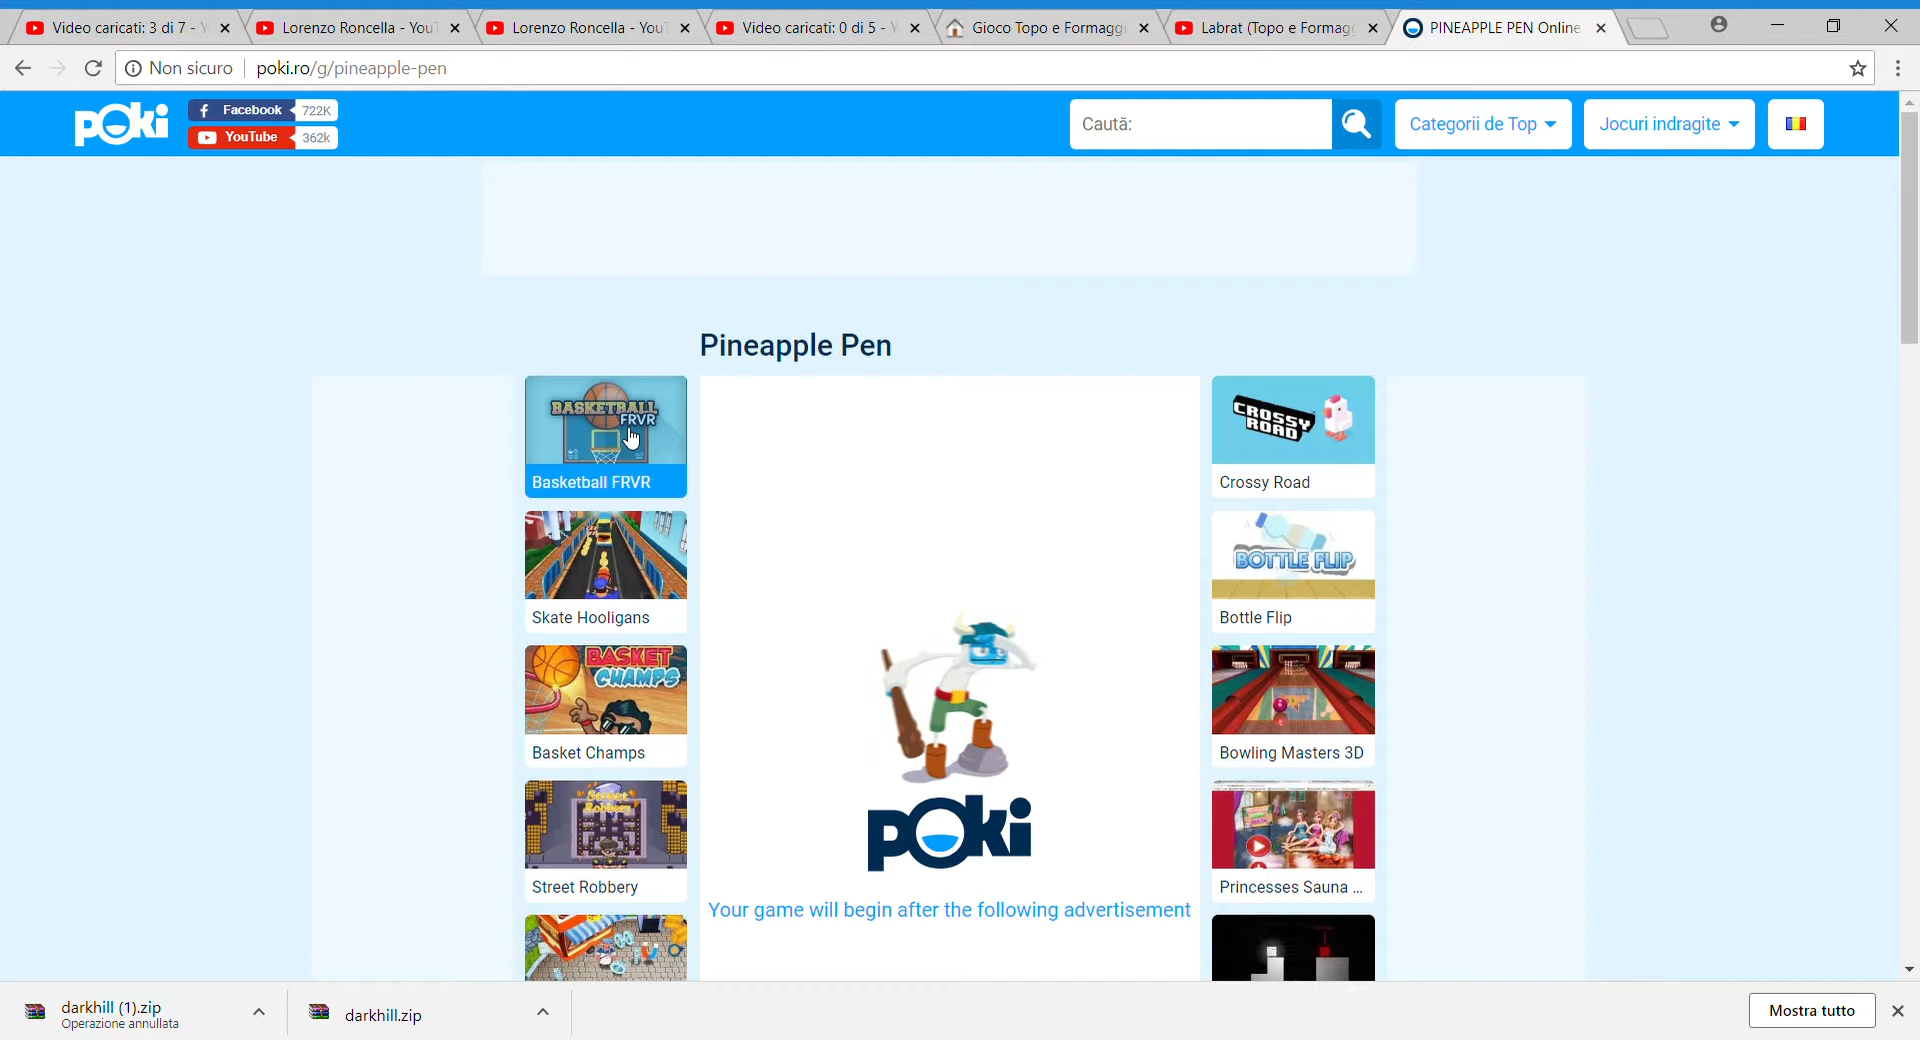 Video caricati: 3 di 7 - Y
Lorenzo Roncella - YouT
Lorenzo Roncella - YouT
Video caricati: 0 di 5 - Y
Gioco Topo e Formaggi
Labrat (Topo e Formagg
PINEAPPLE PEN Online
Non sicuro
poki.ro/g/pineapple-pen
poki
Facebook 722K
YouTube 362k
Caută:
Categorii de Top
Jocuri indragite
Pineapple Pen
BASKETBALL
FRVR
Basketball FRVR
CROSSY
ROAD
Crossy Road
Skate Hooligans
BOTTLE FLIP
Bottle Flip
BASKET
CHAMPS
Basket Champs
Bowling Masters 3D
Street
Robbery
Street Robbery
Princesses Sauna ...
poki
Your game will begin after the following advertisement
darkhill (1).zip
Operazione annullata
darkhill.zip
Mostra tutto